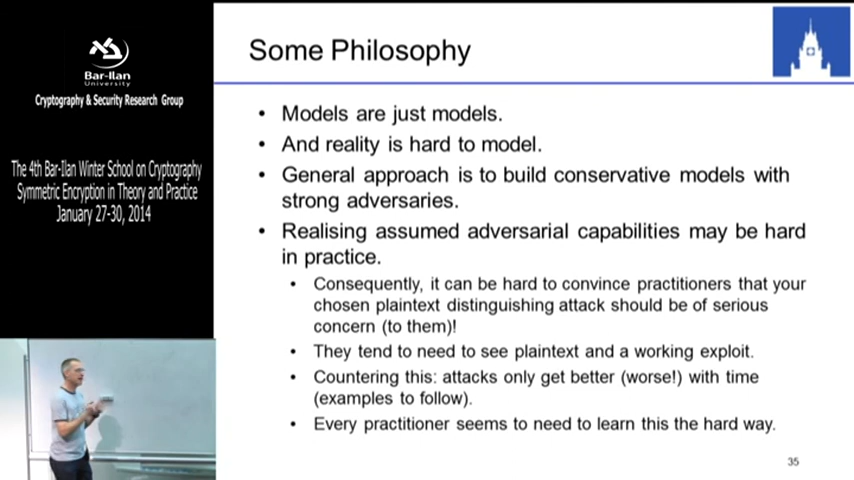 Bar-Ilan
University
Cryptography & Security Research Group
The 4th Bar-Ilan Winter School on Cryptography
Symmetric Encryption in Theory and Practice
January 27-30, 2014
Some Philosophy
• Models are just models.
• And reality is hard to model.
• General approach is to build conservative models with
strong adversaries.
• Realising assumed adversarial capabilities may be hard
in practice.
• Consequently, it can be hard to convince practitioners that your
chosen plaintext distinguishing attack should be of serious
concern (to them)!
• They tend to need to see plaintext and a working exploit.
• Countering this: attacks only get better (worse!) with time
(examples to follow).
• Every practitioner seems to need to learn this the hard way.
35